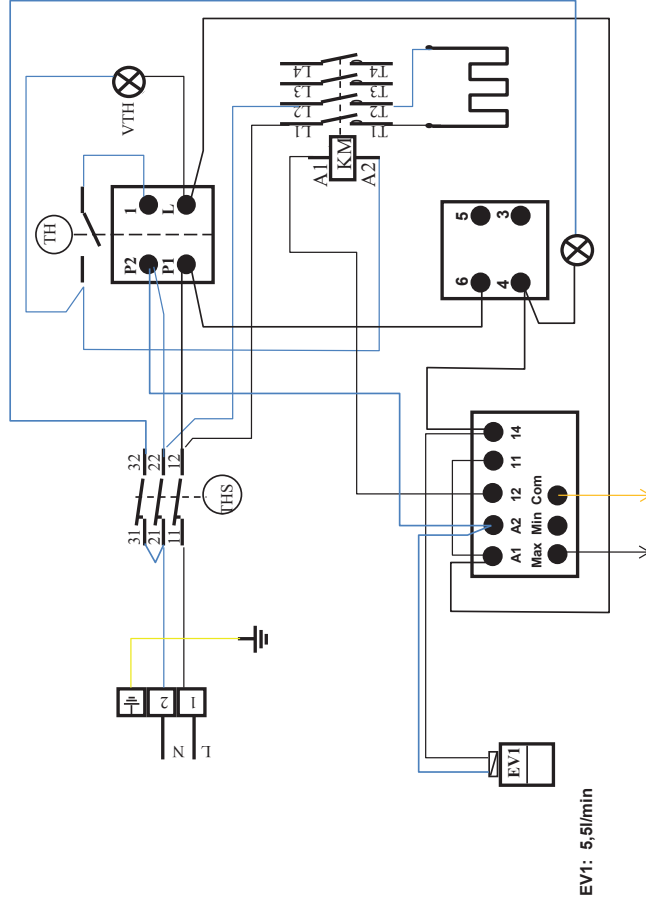 VTH
TH
P2
1
P1
L
L4
T4
L3
T3
L2
T2
L1
T1
A1
KM
A2
6
5
4
3
31
32
21
22
11
12
THS
2
1
N
L
A1
A2
12
11
14
Max
Min
Com
EV1
EV1: 5,5l/min